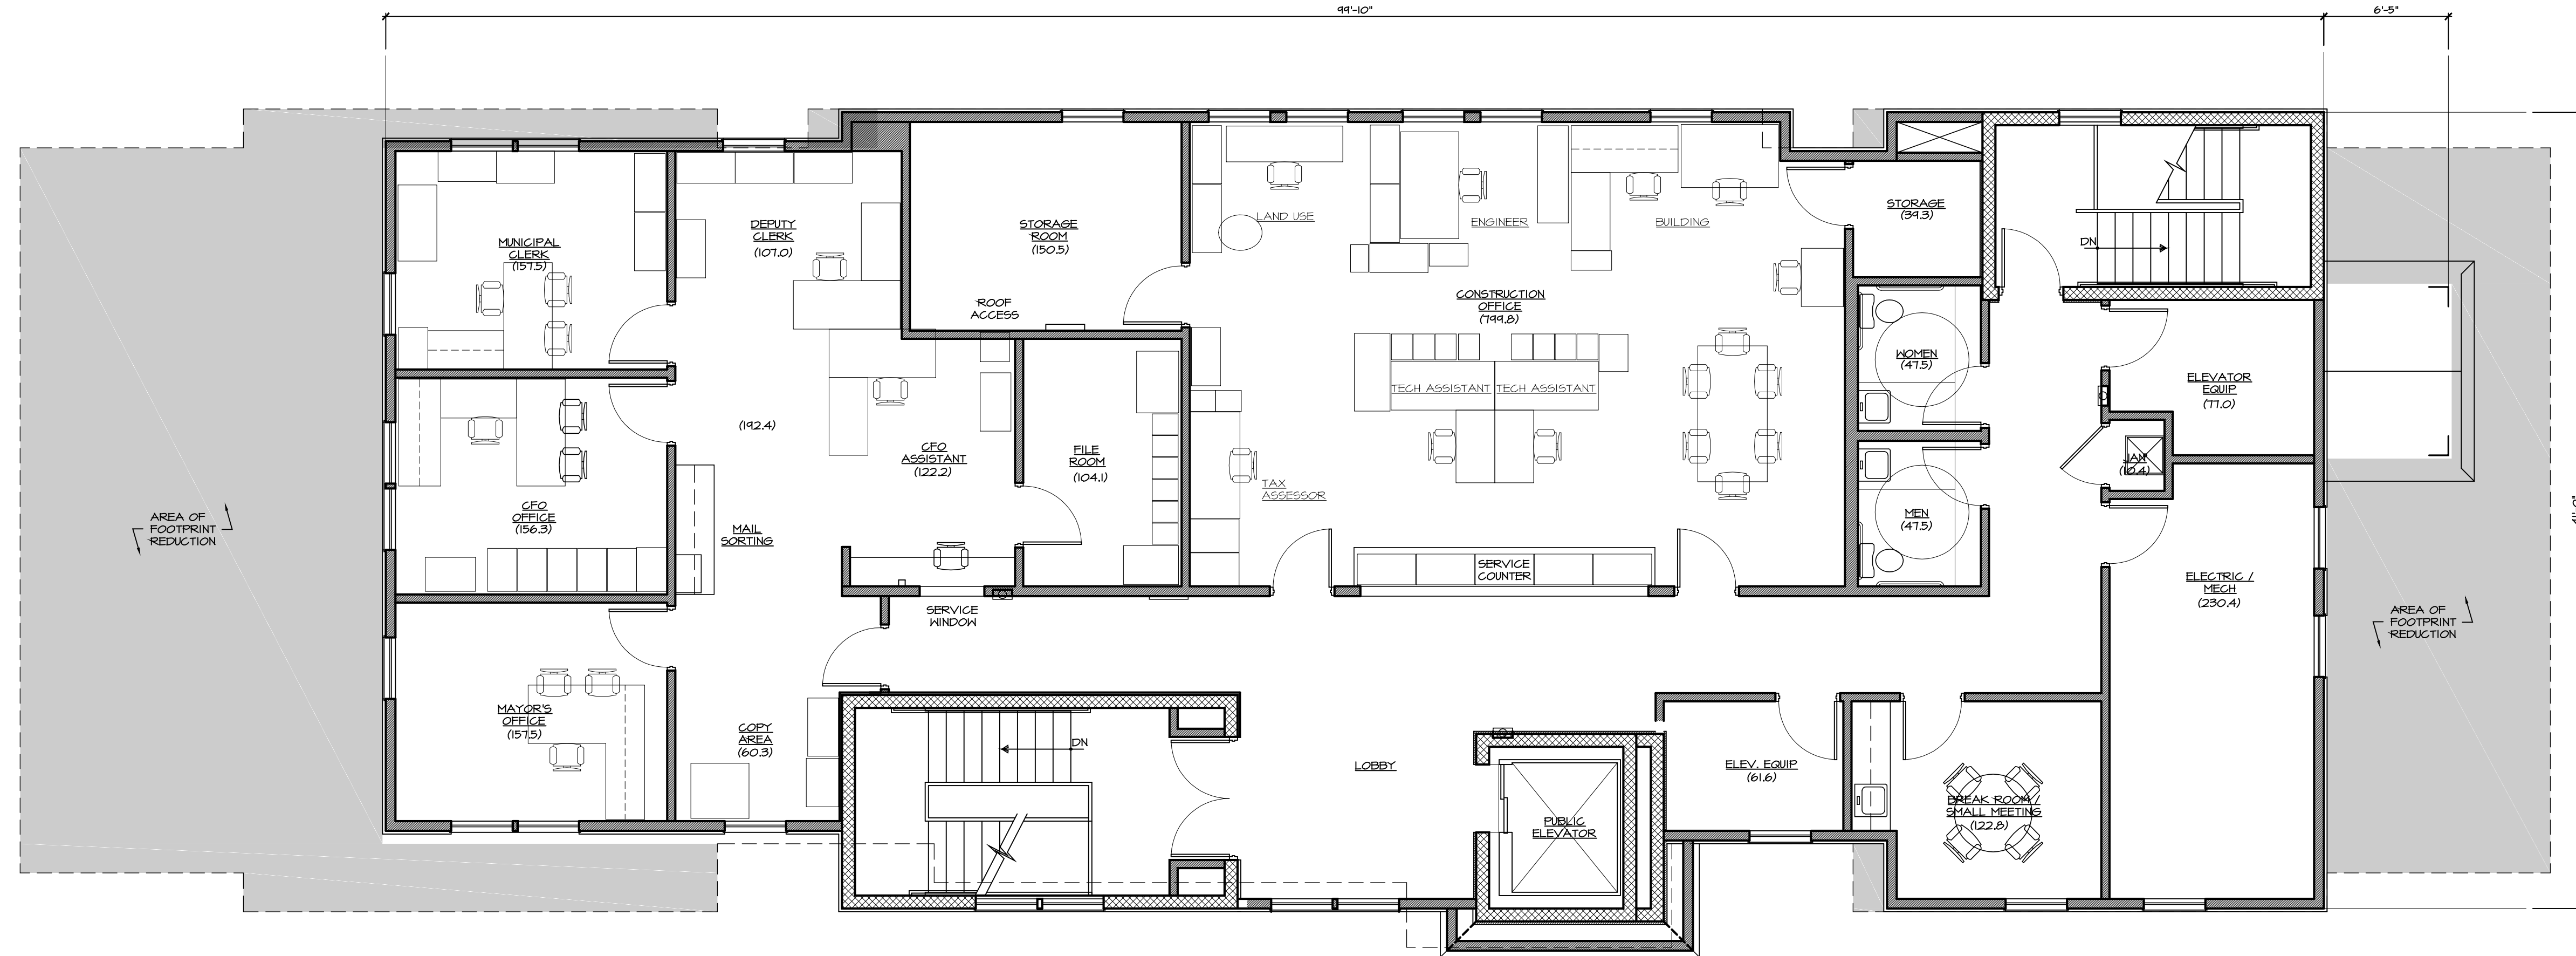 99'-10"
6'-5"
MUNICIPAL
CLERK
(157.5)
DEPUTY
CLERK
(107.0)
STORAGE
ROOM
(150.5)
ROOF
ACCESS
LAND USE
ENGINEER
BUILDING
STORAGE
(39.3)
DN
CONSTRUCTION
OFFICE
(799.8)
WOMEN
(47.5)
ELEVATOR
EQUIP
(77.0)
TECH ASSISTANT
TECH ASSISTANT
(192.4)
CFO
ASSISTANT
(122.2)
FILE
ROOM
(104.1)
JAN
(10.4)
TAX
ASSESSOR
CFO
OFFICE
(156.3)
MAIL
SORTING
MEN
(47.5)
AREA OF
FOOTPRINT
REDUCTION
SERVICE
COUNTER
ELECTRIC /
MECH
(230.4)
SERVICE
WINDOW
AREA OF
FOOTPRINT
REDUCTION
MAYOR'S
OFFICE
(157.5)
COPY
AREA
(60.3)
DN
LOBBY
ELEV. EQUIP
(61.6)
PUBLIC
ELEVATOR
BREAK ROOM /
SMALL MEETING
(122.8)